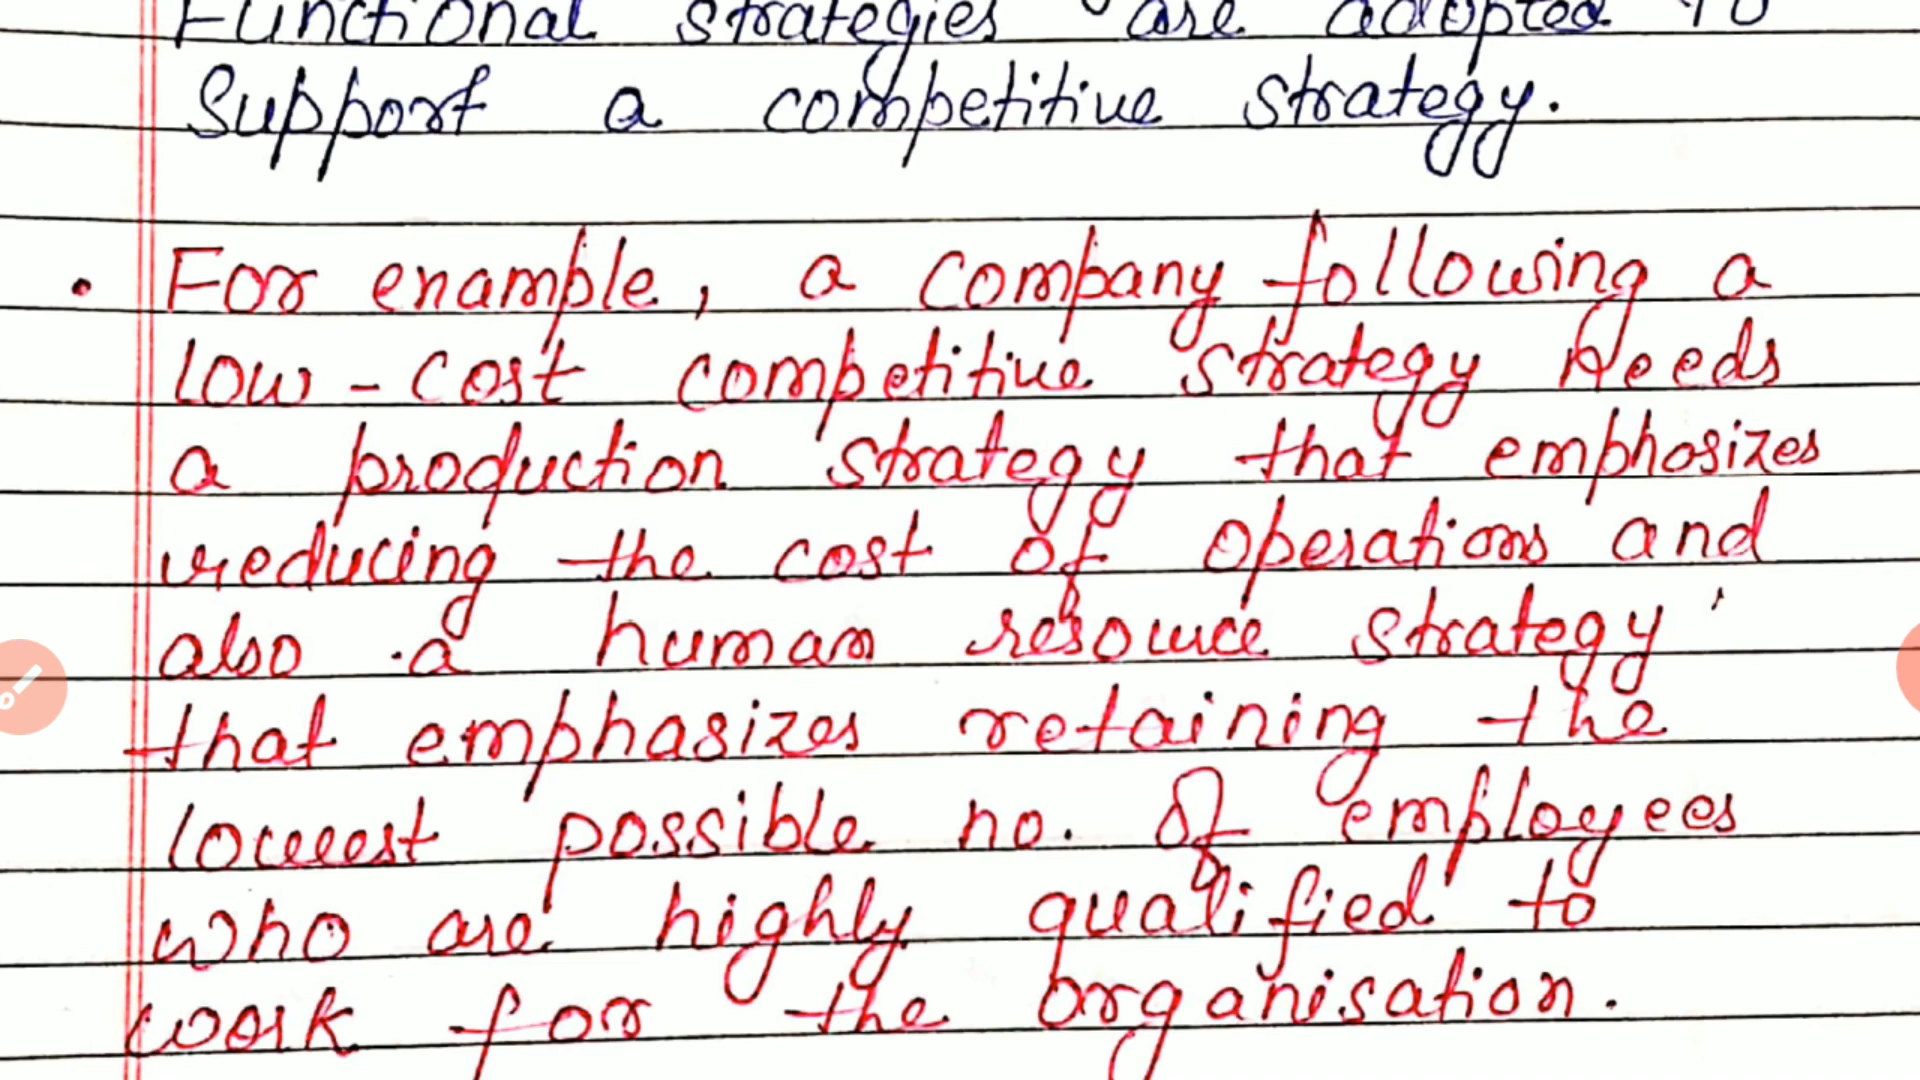 Functional strategies are adopted to
Support a competitive strategy.
• For example, a company following a
low - cost competitive strategy needs
a production strategy that emphasizes
reducing the cost of operations and
also a human resource strategy
that emphasizes retaining the
lowest possible no. of employees
who are highly qualified to
work for the organisation.